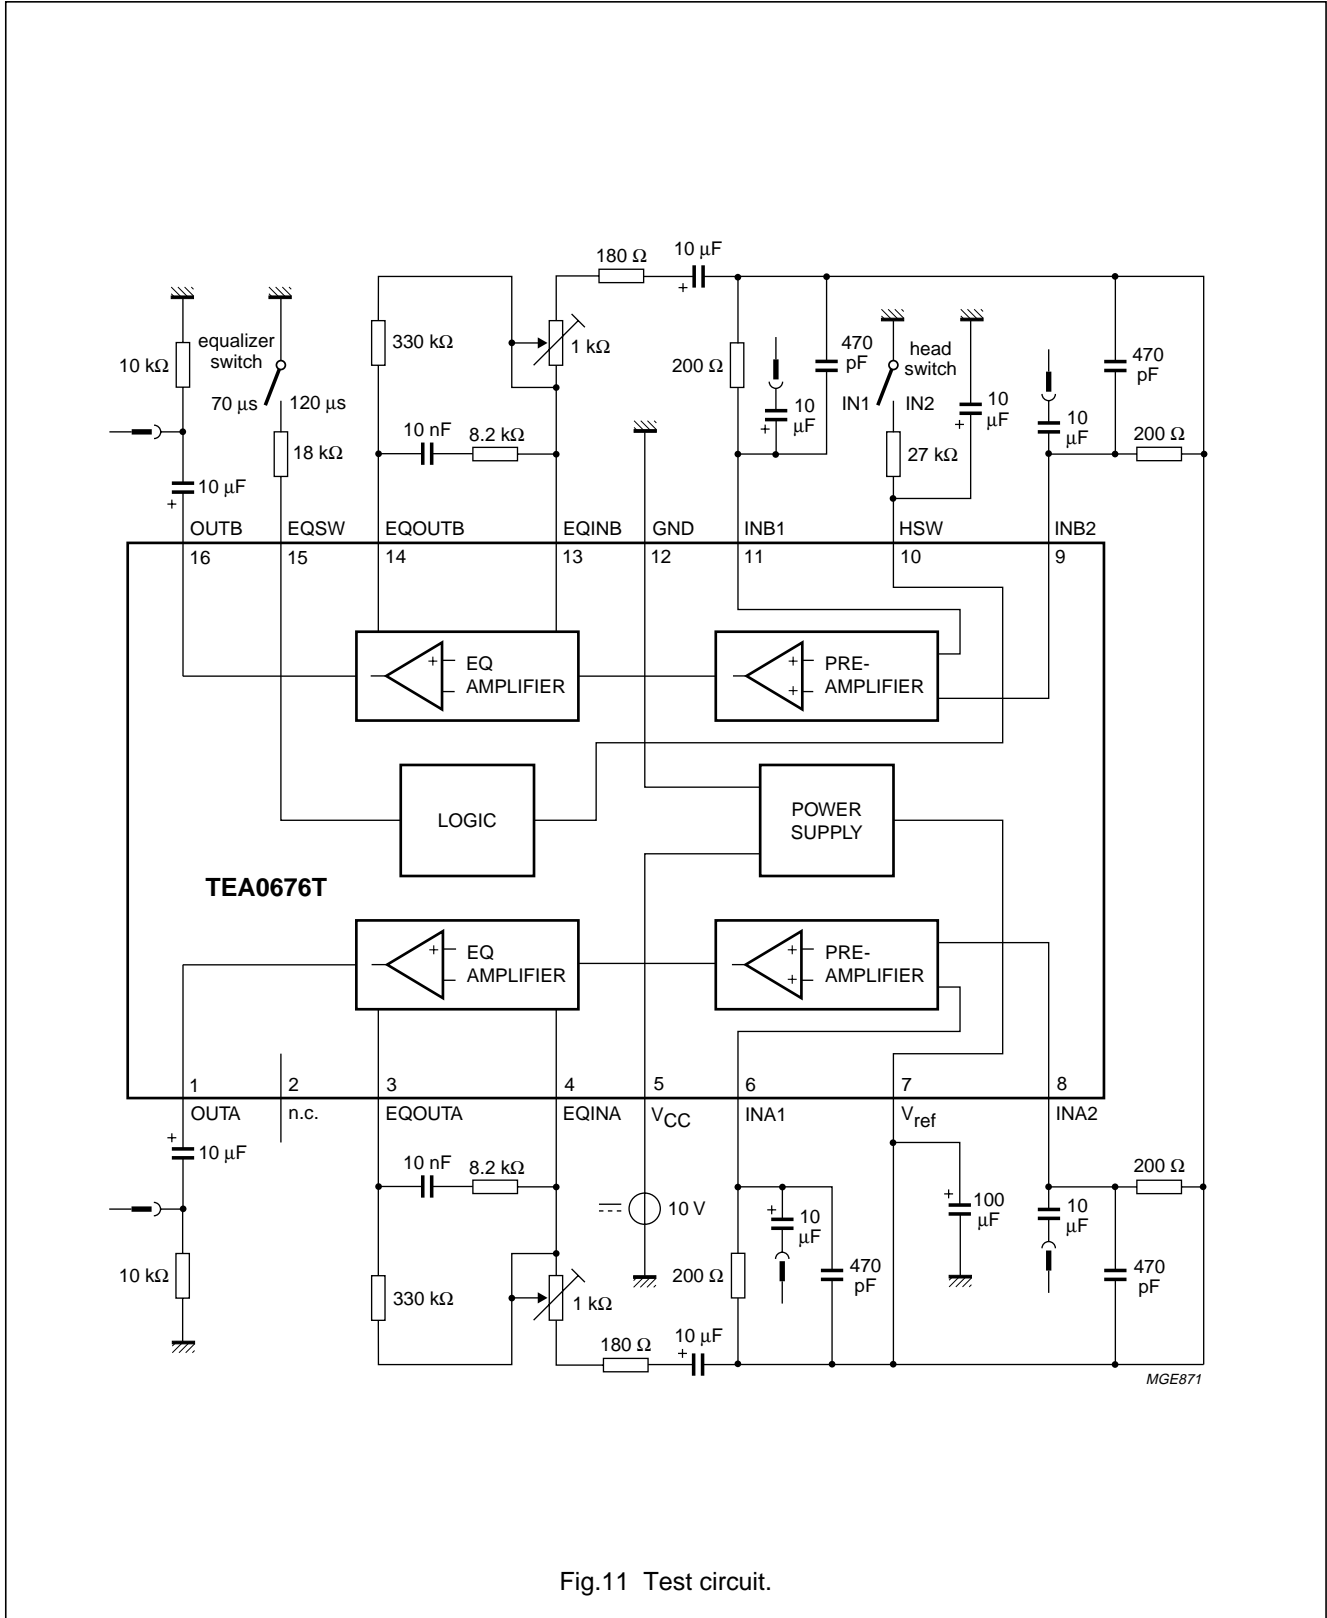 180 Ω
10 μF
+
10 kΩ
equalizer
switch
70 μs
120 μs
18 kΩ
10 μF
+
330 kΩ
1 kΩ
10 nF
8.2 kΩ
200 Ω
10
μF
+
470
pF
head
switch
IN1
IN2
27 kΩ
10
μF
+
10
μF
470
pF
200 Ω
OUTB
EQSW
EQOUTB
EQINB
GND
INB1
HSW
INB2
16
15
14
13
12
11
10
9
+
EQ
AMPLIFIER
+
+
PRE-
AMPLIFIER
LOGIC
POWER
SUPPLY
TEA0676T
+
EQ
AMPLIFIER
+
+
PRE-
AMPLIFIER
1
2
3
4
5
6
7
8
OUTA
n.c.
EQOUTA
EQINA
VCC
INA1
Vref
INA2
+
10 μF
10 kΩ
10 nF
8.2 kΩ
330 kΩ
1 kΩ
10 V
180 Ω
10 μF
+
200 Ω
+
10
μF
470
pF
+
100
μF
10
μF
200 Ω
470
pF
MGE871
Fig.11 Test circuit.